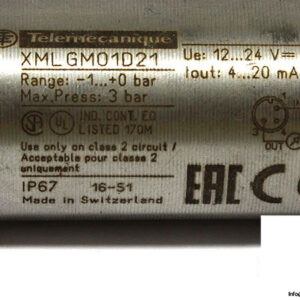 Telemecanique
XMLGM01D21
Ue: 12...24 V
Range: -1...+0 bar
Iout: 4...20 mA
Max.Press: 3 bar
IND. CONT. EQ
LISTED 170M
Use only on class 2 circuit /
Acceptable pour classe 2
uniquement
IP67
16-51
Made in Switzerland
EAC